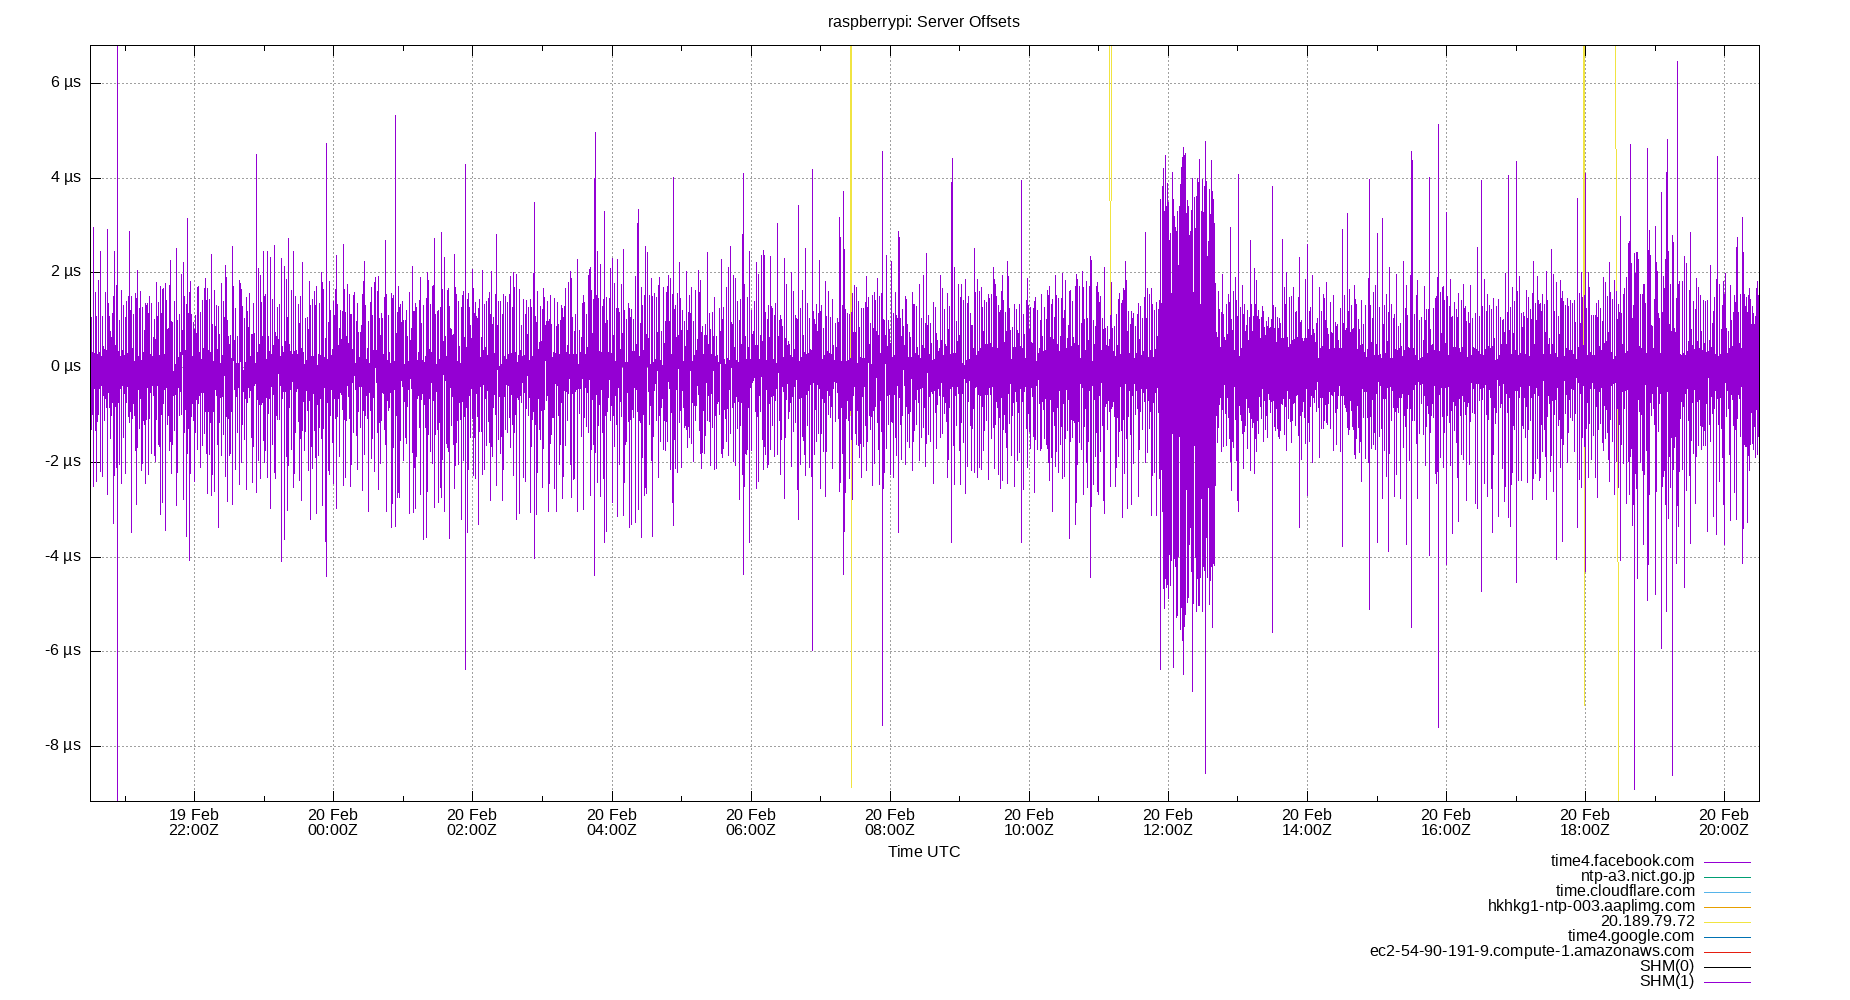 raspberrypi: Server Offsets
6 µs
4 µs
2 µs
0 µs
-2 µs
-4 µs
-6 µs
-8 µs
19 Feb 20 Feb 20 Feb 20 Feb 20 Feb 20 Feb 20 Feb 20 Feb 20 Feb 20 Feb 20 Feb 20 Feb
22:00Z 00:00Z 02:00Z 04:00Z 06:00Z 08:00Z 10:00Z 12:00Z 14:00Z 16:00Z 18:00Z 20:00Z
Time UTC
time4.facebook.com
ntp-a3.nict.go.jp
time.cloudflare.com
hkhkg1-ntp-003.aaplimg.com
20.189.79.72
time4.google.com
ec2-54-90-191-9.compute-1.amazonaws.com
SHM(0)
SHM(1)